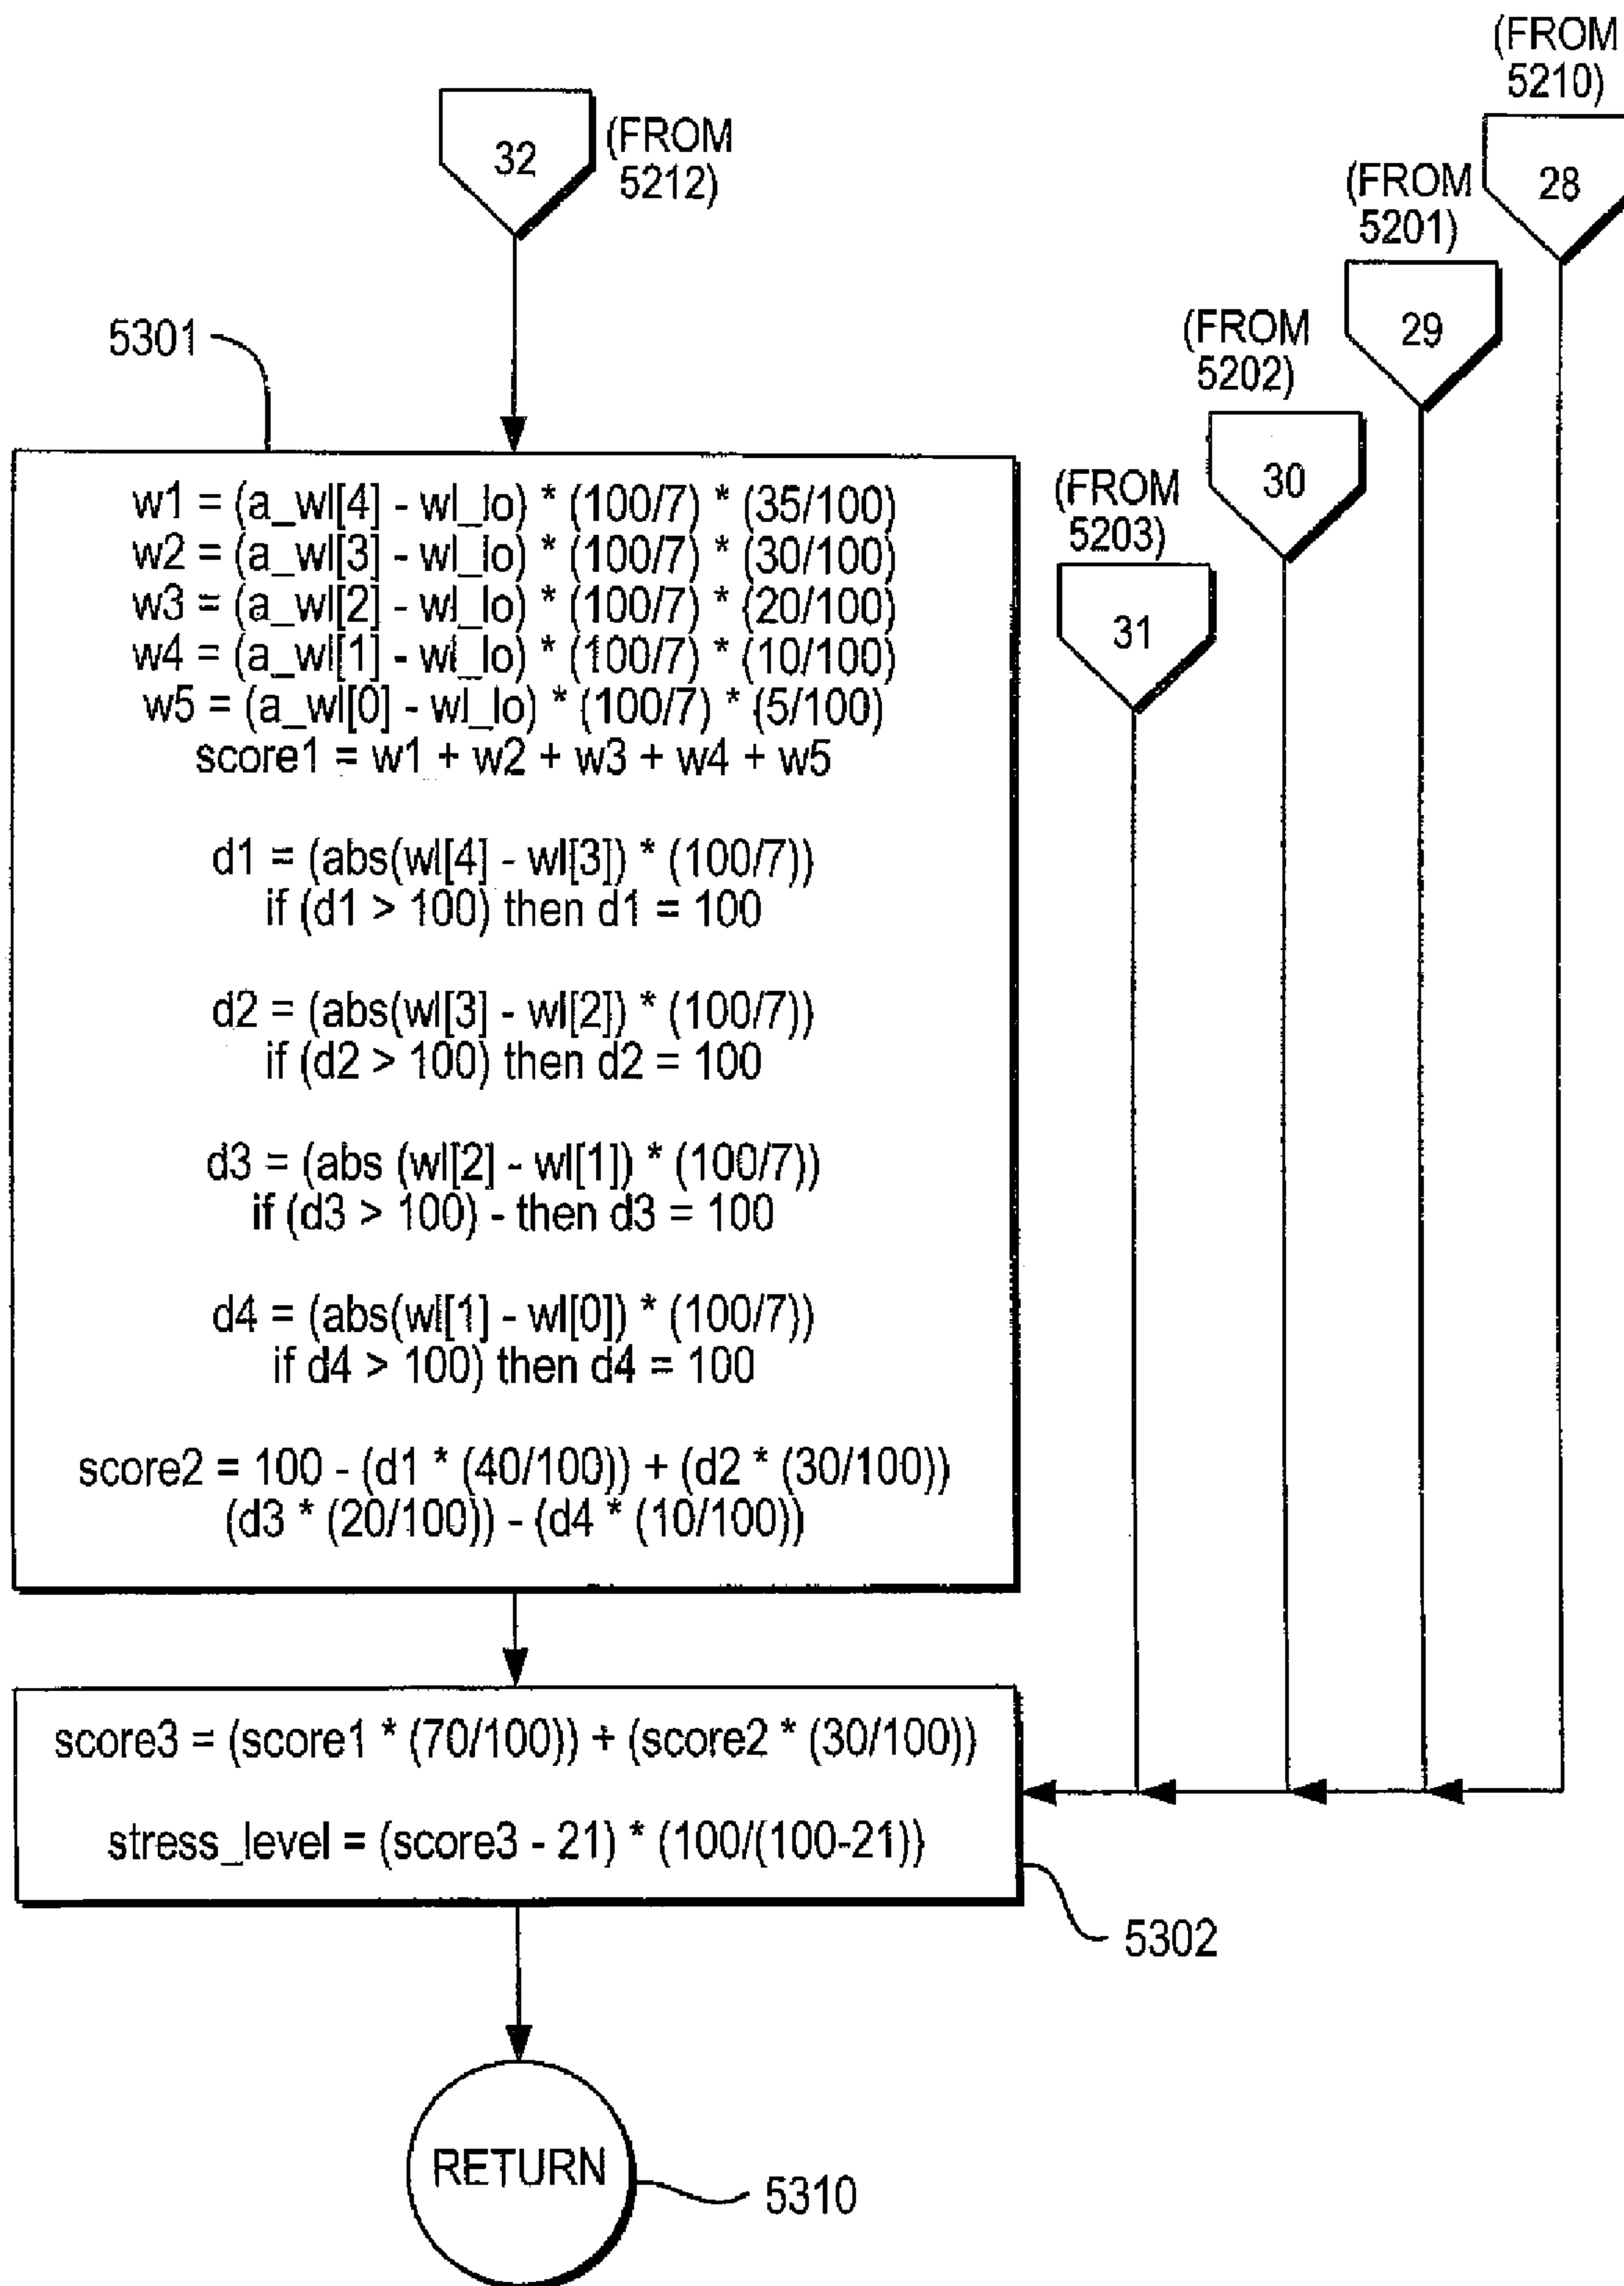 (FROM
5210)
28
32
(FROM
5212)
(FROM
5201)
29
5301
(FROM
5202)
30
(FROM
5203)
31
w1 = (a_wl[4] - wl_lo) * (100/7) * (35/100)
w2 = (a_wl[3] - wl_lo) * (100/7) * (30/100)
w3 = (a_wl[2] - wl_lo) * (100/7) * (20/100)
w4 = (a_wl[1] - wl_lo) * (100/7) * (10/100)
w5 = (a_wl[0] - wl_lo) * (100/7) * (5/100)
score1 = w1 + w2 + w3 + w4 + w5
d1 = (abs(wl[4] - wl[3]) * (100/7))
if (d1 > 100) then d1 = 100
d2 = (abs(wl[3] - wl[2]) * (100/7))
if (d2 > 100) then d2 = 100
d3 = (abs (wl[2] - wl[1]) * (100/7))
if (d3 > 100) - then d3 = 100
d4 = (abs(wl[1] - wl[0]) * (100/7))
if d4 > 100) then d4 = 100
score2 = 100 - (d1 * (40/100)) + (d2 * (30/100))
(d3 * (20/100)) - (d4 * (10/100))
score3 = (score1 * (70/100)) + (score2 * (30/100))
stress_level = (score3 - 21) * (100/(100-21))
5302
RETURN
5310